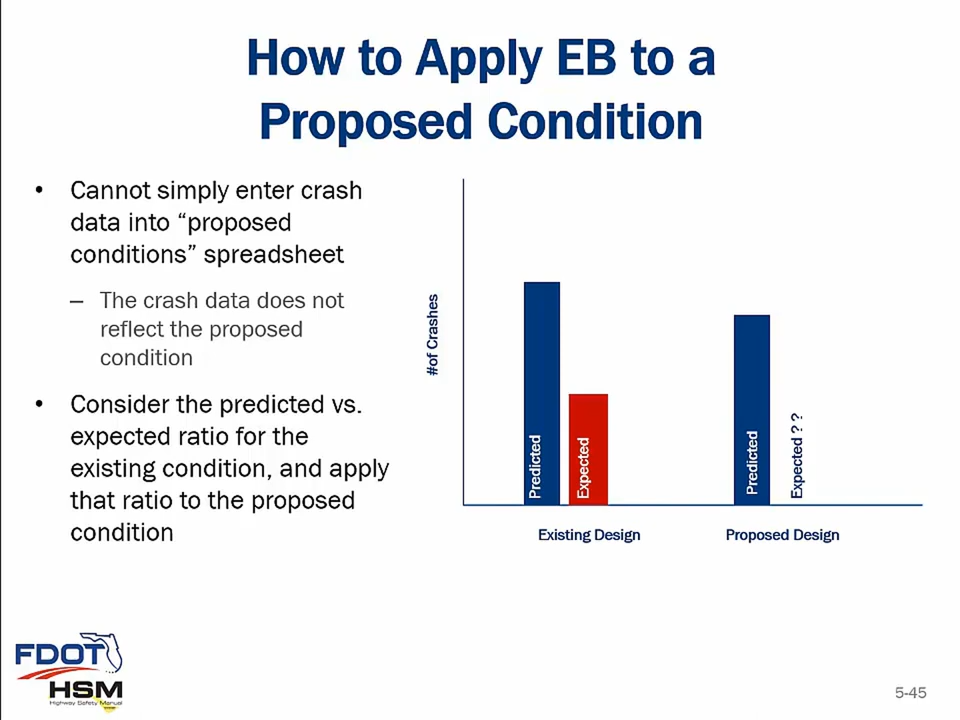 How to Apply EB to a
Proposed Condition
• Cannot simply enter crash
data into “proposed
conditions” spreadsheet
– The crash data does not
reflect the proposed
condition
• Consider the predicted vs.
expected ratio for the
existing condition, and apply
that ratio to the proposed
condition
#of Crashes
Predicted
Expected
Predicted
Expected ? ?
Existing Design
Proposed Design
FDOT
HSM
Highway Safety Manual
5-45